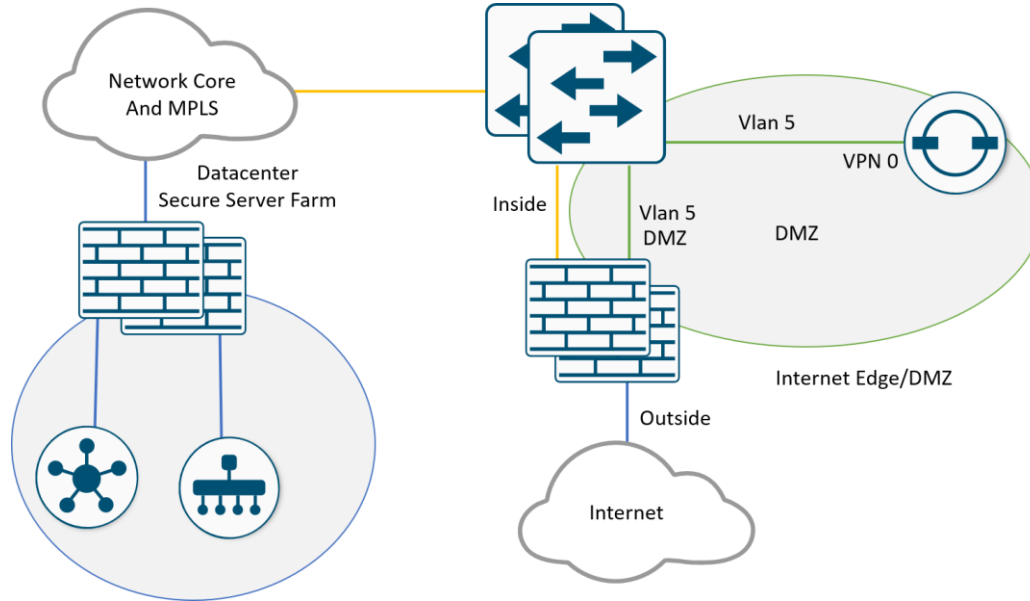 Network Core
And MPLS
Vlan 5
VPN 0
Datacenter
Secure Server Farm
Inside
Vlan 5
DMZ
DMZ
Internet Edge/DMZ
Outside
Internet